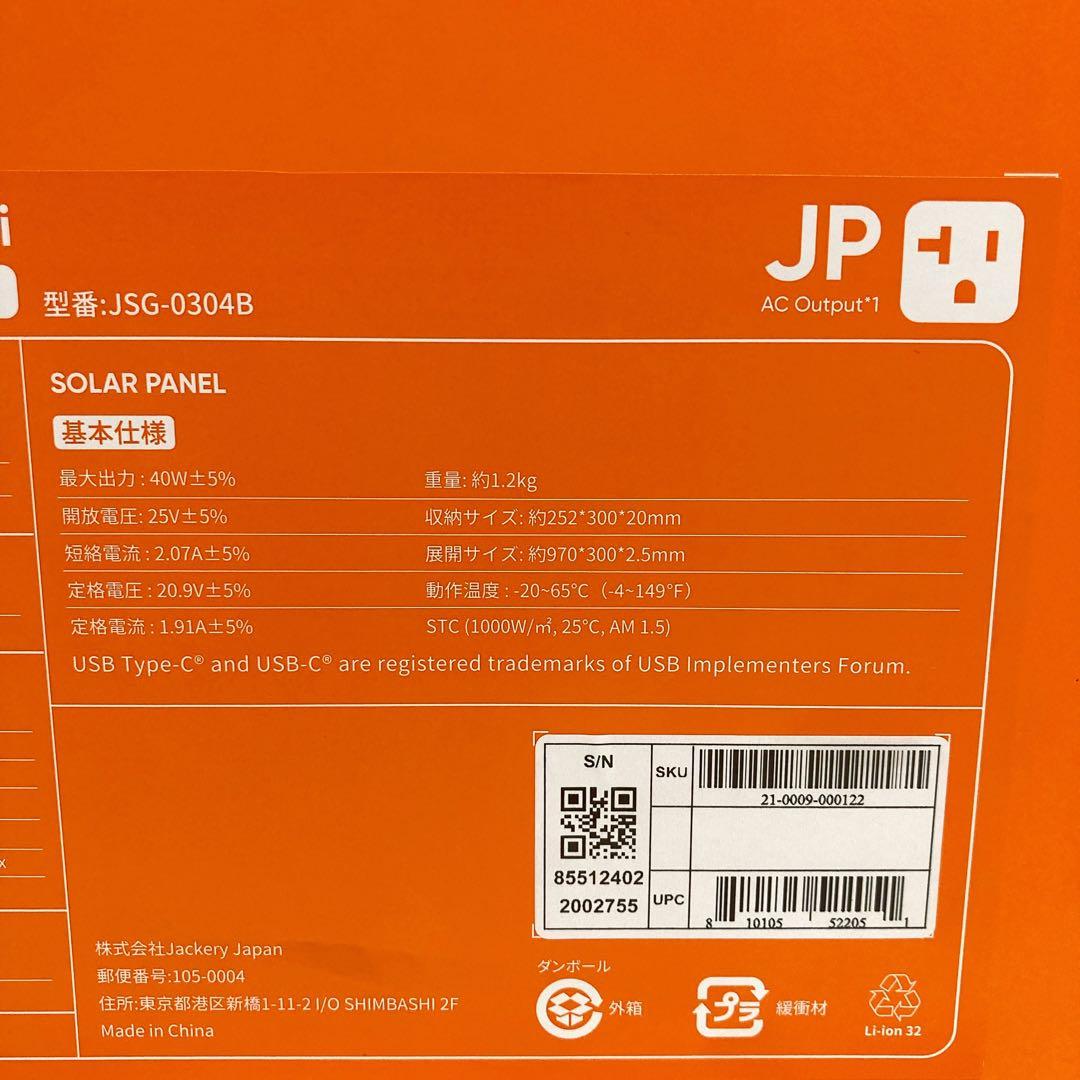 i
JP
AC Output*1
型番:JSG-0304B
SOLAR PANEL
基本仕様
最大出力 : 40W±5%
重量: 約1.2kg
開放電圧: 25V±5%
収納サイズ: 約252*300*20mm
短絡電流 : 2.07A±5%
展開サイズ: 約970*300*2.5mm
定格電圧 : 20.9V±5%
動作温度 : -20~65℃（-4~149℉）
定格電流 : 1.91A±5%
STC (1000W/㎡, 25℃, AM 1.5)
USB Type-C® and USB-C® are registered trademarks of USB Implementers Forum.
S/N
85512402
2002755
SKU
21-0009-000122
UPC
8 10105 52205 1
x
株式会社Jackery Japan
郵便番号:105-0004
住所:東京都港区新橋1-11-2 I/O SHIMBASHI 2F
Made in China
ダンボール
外箱
プラ
緩衝材
Li-ion 32